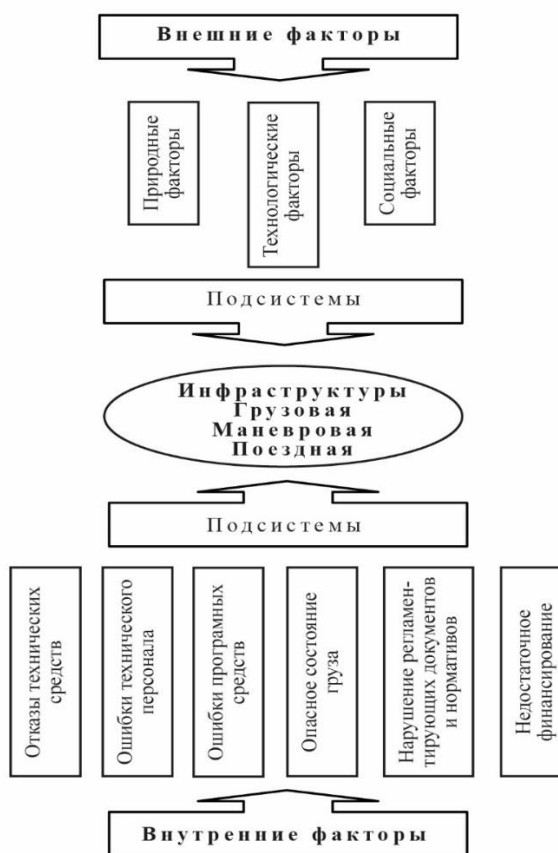 Внешние факторы
Природные
факторы
Технологические
факторы
Социальные
факторы
Подсистемы
Инфраструктуры
Грузовая
Маневровая
Поездная
Подсистемы
Отказы технических
средств
Ошибки технического
персонала
Ошибки програмных
средств
Опасное состояние
груза
Нарушение регламен-
тирующих документов
и нормативов
Недостаточное
финансирование
Внутренние факторы